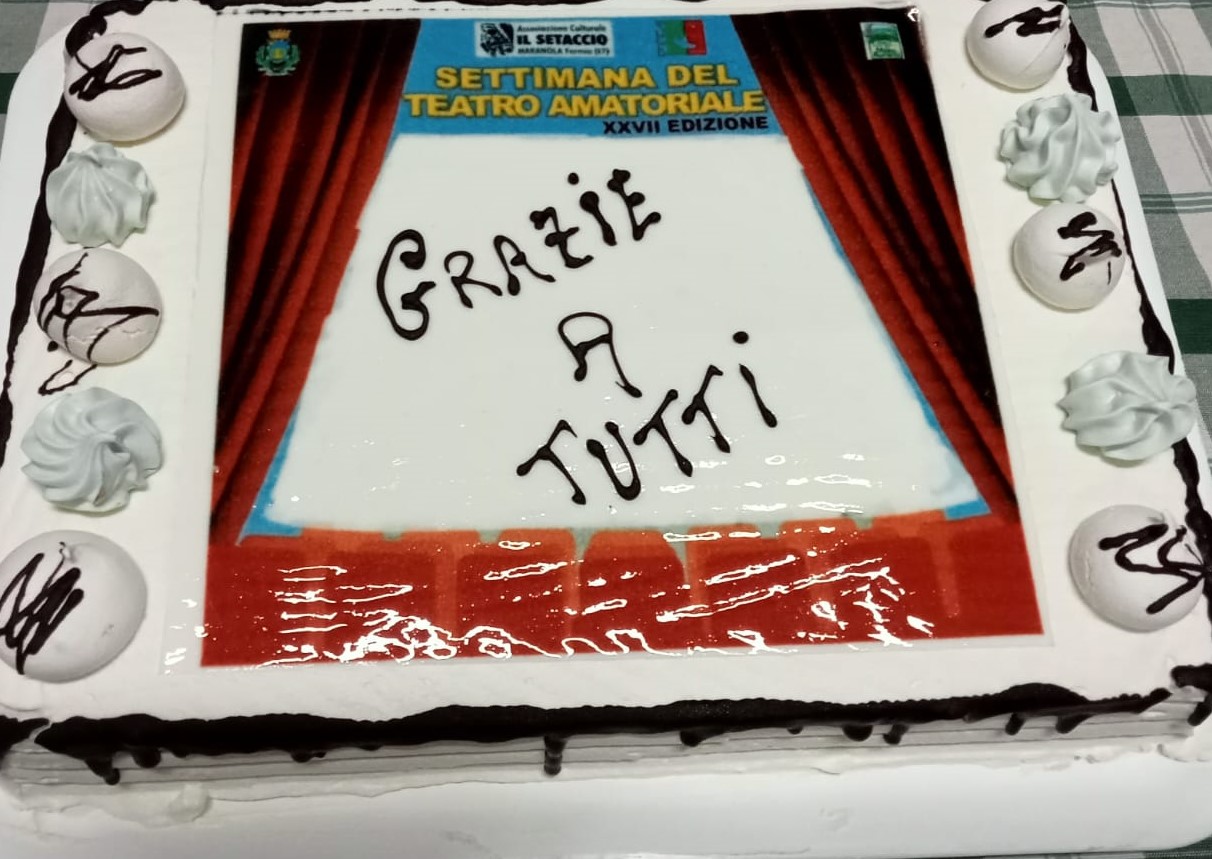 Associazione Culturale
IL SETACCIO
MARANOLA Formia (LT)
SETTIMANA DEL
TEATRO AMATORIALE
XXVII EDIZIONE
GRAZIE
A
TUTTI